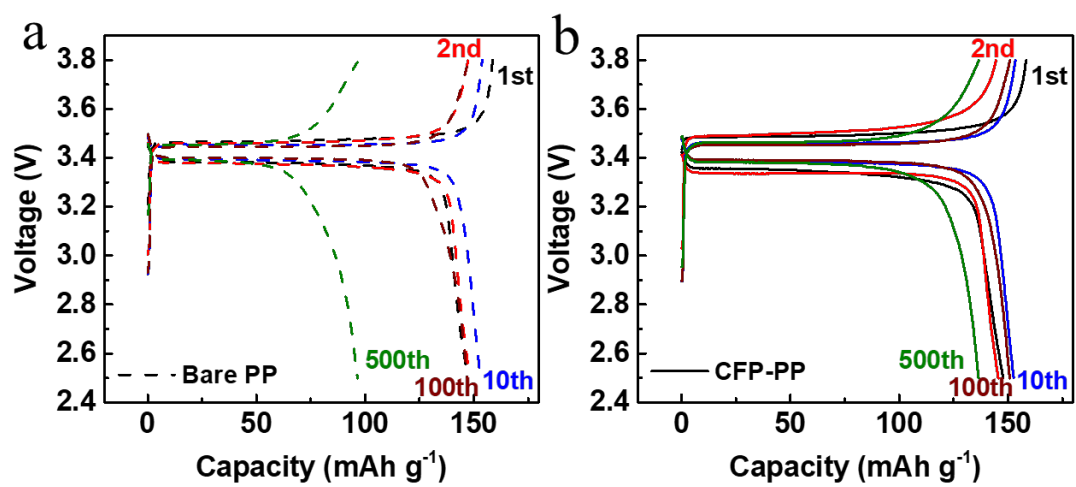 a
3.8
3.6
3.4
3.2
3.0
2.8
2.6
2.4
Voltage (V)
2nd
1st
500th
100th
10th
Bare PP
0
50
100
150
Capacity (mAh g-1)
b
3.8
3.6
3.4
3.2
3.0
2.8
2.6
2.4
Voltage (V)
2nd
1st
500th
100th
10th
CFP-PP
0
50
100
150
Capacity (mAh g-1)